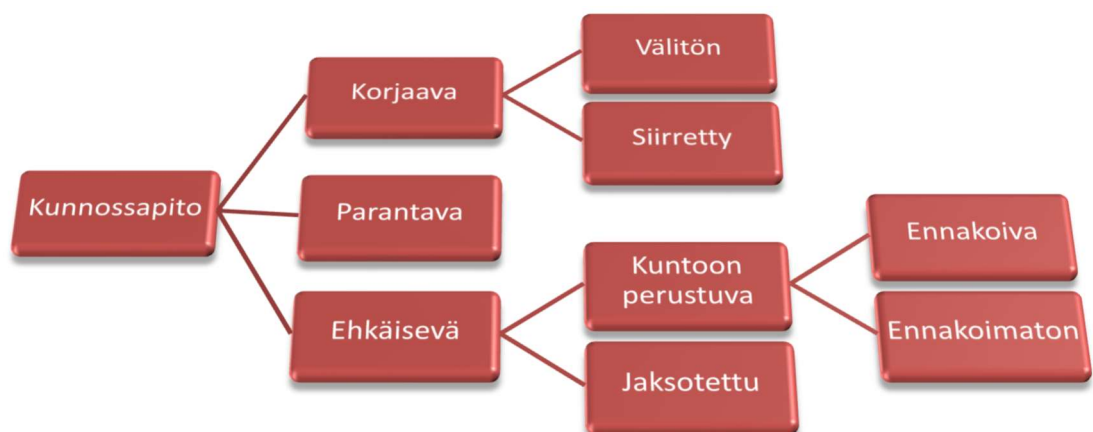 Kunnossapito
Korjaava
Välitön
Siirretty
Parantava
Ehkäisevä
Kuntoon
perustuva
Ennakoiva
Ennakoimaton
Jaksotettu